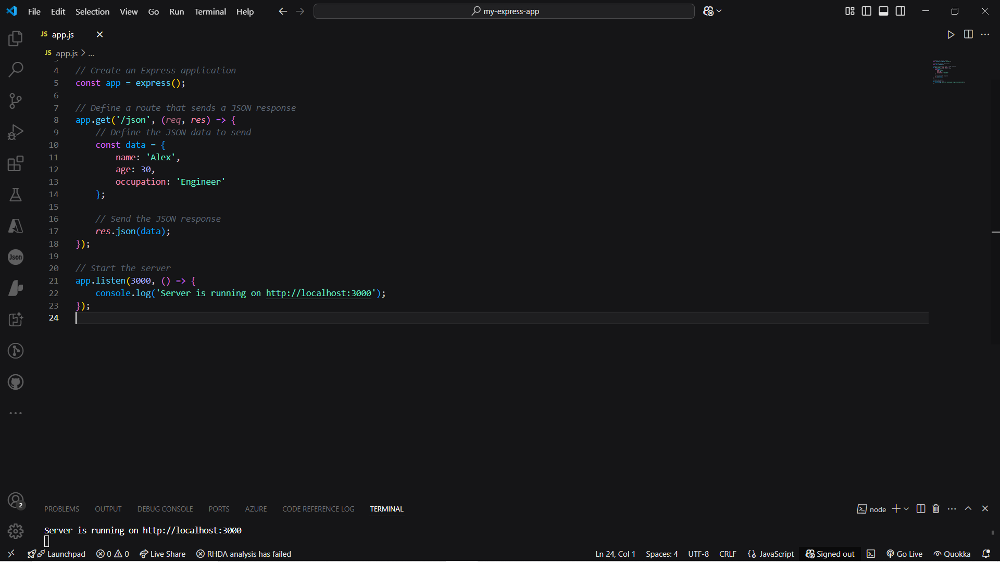 File Edit Selection View Go Run Terminal Help my-express-app
JS app.js
JS app.js > ...
4 // Create an Express application
5 const app = express();
6
7 // Define a route that sends a JSON response
8 app.get('/json', (req, res) => {
9 // Define the JSON data to send
10 const data = {
11 name: 'Alex',
12 age: 30,
13 occupation: 'Engineer'
14 };
15
16 // Send the JSON response
17 res.json(data);
18 });
19
20 // Start the server
21 app.listen(3000, () => {
22 console.log('Server is running on http://localhost:3000');
23 });
24
Json
2
PROBLEMS OUTPUT DEBUG CONSOLE PORTS AZURE CODE REFERENCE LOG TERMINAL node
Server is running on http://localhost:3000
Launchpad 0 0 Live Share RHDA analysis has failed Ln 24, Col 1 Spaces: 4 UTF-8 CRLF {} JavaScript Signed out Go Live Quokka